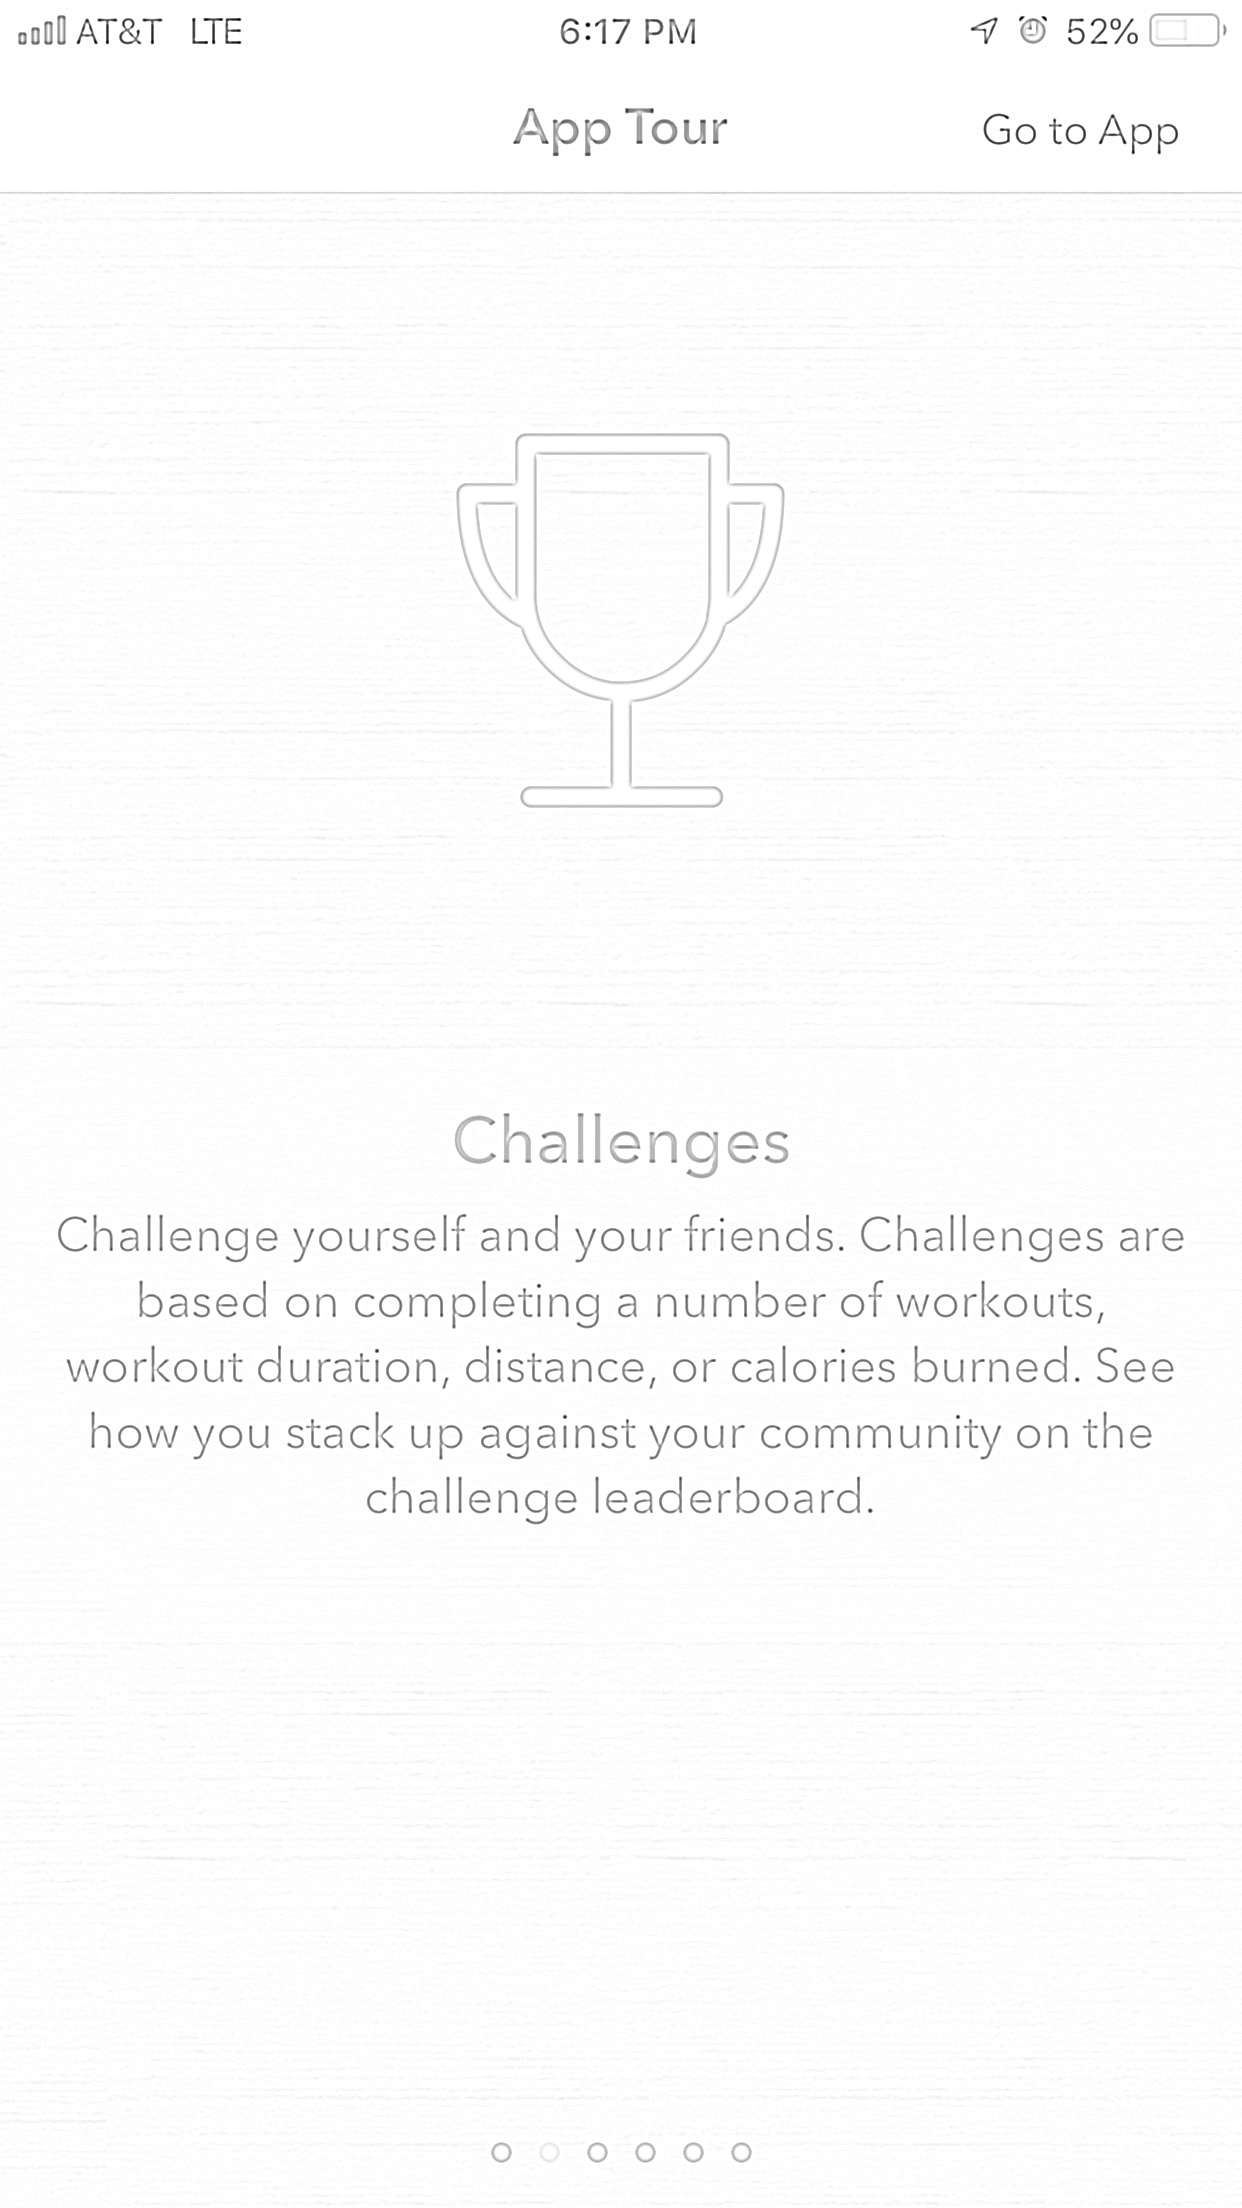 AT&T LTE 6:17 PM 52%
App Tour Go to App
Challenges
Challenge yourself and your friends. Challenges are
based on completing a number of workouts,
workout duration, distance, or calories burned. See
how you stack up against your community on the
challenge leaderboard.